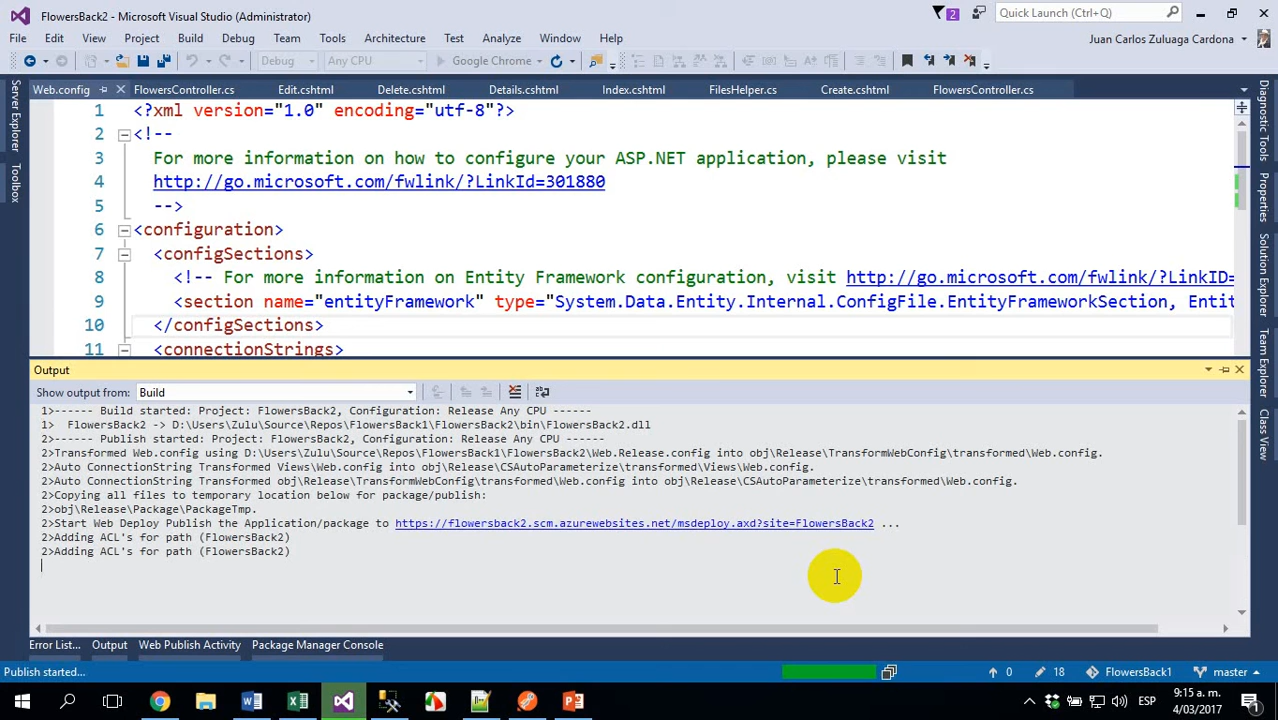 FlowersBack2 - Microsoft Visual Studio (Administrator)
2
Quick Launch (Ctrl+Q)
File Edit View Project Build Debug Team Tools Architecture Test Analyze Window Help
Juan Carlos Zuluaga Cardona
Debug Any CPU Google Chrome
Web.config FlowersController.cs Edit.cshtml Delete.cshtml Details.cshtml Index.cshtml FilesHelper.cs Create.cshtml FlowersController.cs
Server Explorer
Toolbox
1 <?xml version="1.0" encoding="utf-8"?>
2 <!--
3 For more information on how to configure your ASP.NET application, please visit
4 http://go.microsoft.com/fwlink/?LinkId=301880
5 -->
6 <configuration>
7 <configSections>
8 <!-- For more information on Entity Framework configuration, visit http://go.microsoft.com/fwlink/?LinkID=
9 <section name="entityFramework" type="System.Data.Entity.Internal.ConfigFile.EntityFrameworkSection, Entit
10 </configSections>
11 <connectionStrings>
Diagnostic Tools
Properties
Solution Explorer
Team Explorer
Class View
Output
Show output from: Build
1>------ Build started: Project: FlowersBack2, Configuration: Release Any CPU ------
1> FlowersBack2 -> D:\Users\Zulu\Source\Repos\FlowersBack1\FlowersBack2\bin\FlowersBack2.dll
2>------ Publish started: Project: FlowersBack2, Configuration: Release Any CPU ------
2>Transformed Web.config using D:\Users\Zulu\Source\Repos\FlowersBack1\FlowersBack2\Web.Release.config into obj\Release\TransformWebConfig\transformed\Web.config.
2>Auto ConnectionString Transformed Views\Web.config into obj\Release\CSAutoParameterize\transformed\Views\Web.config.
2>Auto ConnectionString Transformed obj\Release\TransformWebConfig\transformed\Web.config into obj\Release\CSAutoParameterize\transformed\Web.config.
2>Copying all files to temporary location below for package/publish:
2>obj\Release\Package\PackageTmp.
2>Start Web Deploy Publish the Application/package to https://flowersback2.scm.azurewebsites.net/msdeploy.axd?site=FlowersBack2 ...
2>Adding ACL's for path (FlowersBack2)
2>Adding ACL's for path (FlowersBack2)
Error List... Output Web Publish Activity Package Manager Console
Publish started... 0 18 FlowersBack1 master
ESP
9:15 a. m.
4/03/2017
1